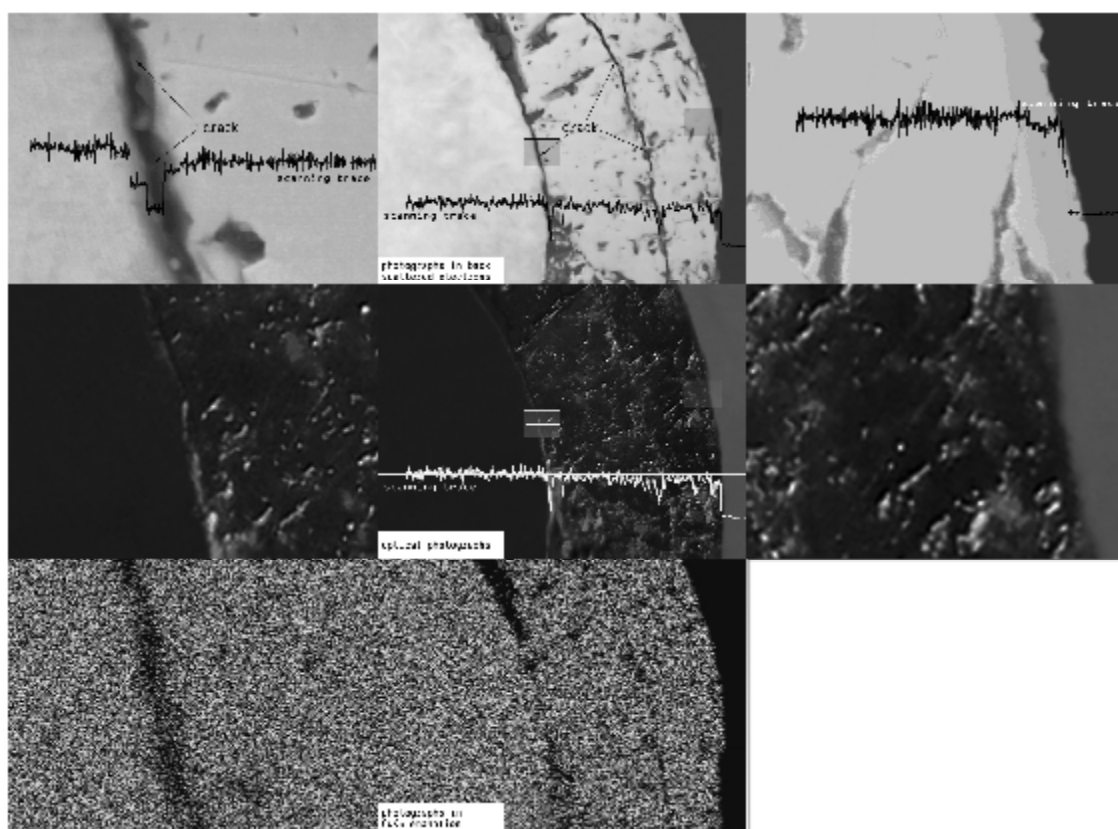 crack
scanning trace
crack
scanning trace
photographs in back
scattered electrons
scanning trace
scanning trace
optical photographs
photographs in